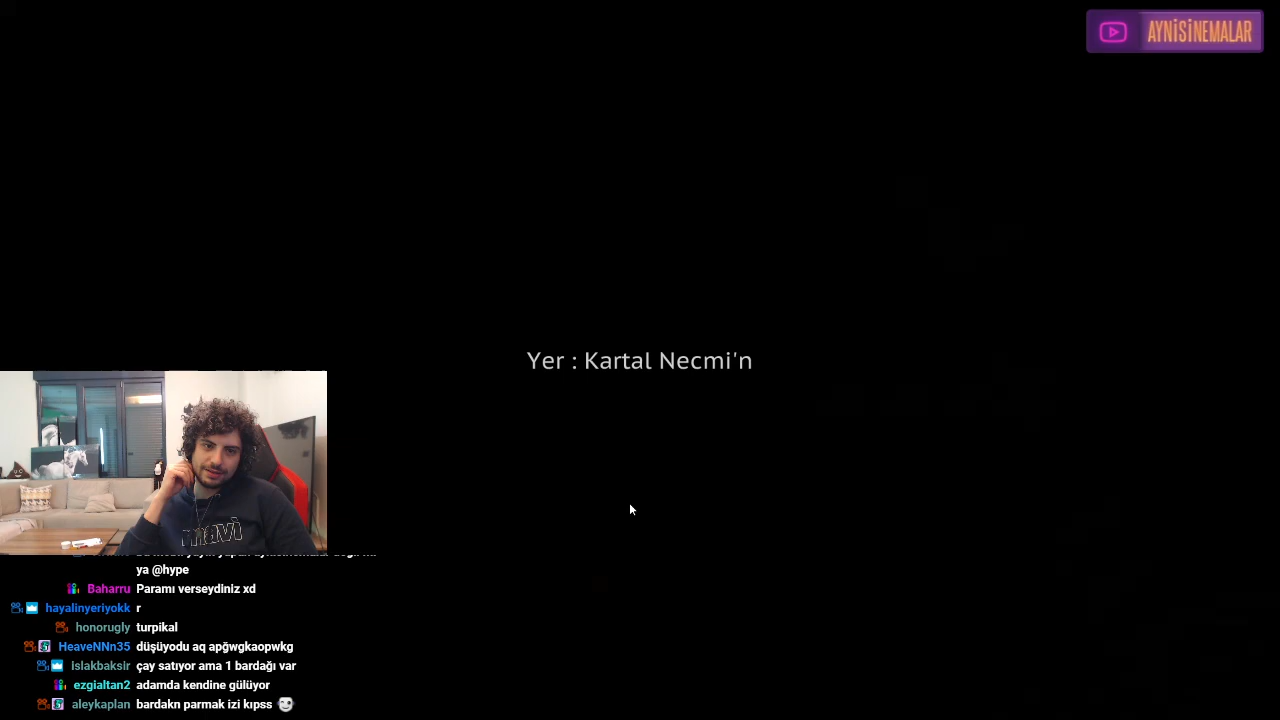 AYNiSiNEMALAR
Yer : Kartal Necmi'n
mavi
ya @hype
Baharru Paramı verseydiniz xd
hayalinyeriyokk r
honorugly turpikal
HeaveNNn35 düşüyodu aq apğwgkaopwkg
islakbaksir çay satıyor ama 1 bardağı var
ezgialtan2 adamda kendine gülüyor
aleykaplan bardakn parmak izi kıpss